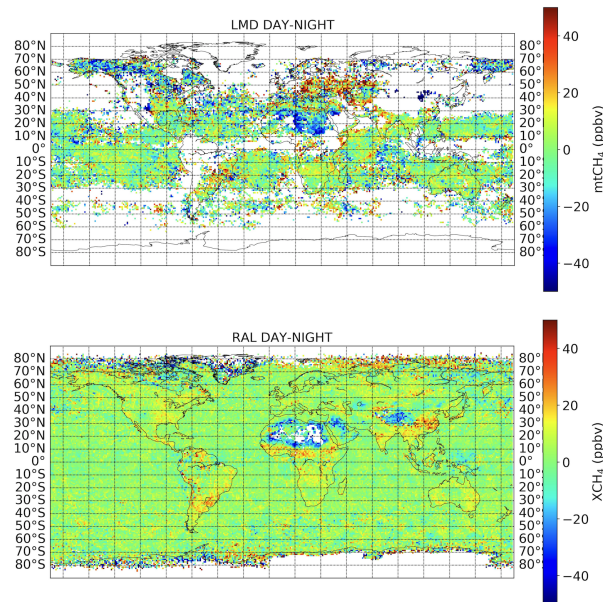 LMD DAY-NIGHT
80°N 80°N
70°N 70°
60°N 60°
50°N 50°
40°N 40°
30°N 30°
20°N 20°
10°N 10°
0° 0°
10°S 10°S
20°S 20°S
30°S 30°S
40°S 40°S
50°S 50°S
60°S 60°S
70°S 70°S
80°S 80°S
40
20
0
−20
−40
mtCH₄ (ppbv)
RAL DAY-NIGHT
80°N 80°N
70°N 70°
60°N 60°
50°N 50°
40°N 40°
30°N 30°
20°N 20°
10°N 10°
0° 0°
10°S 10°S
20°S 20°S
30°S 30°S
40°S 40°S
50°S 50°S
60°S 60°S
70°S 70°S
80°S 80°S
40
20
0
−20
−40
XCH₄ (ppbv)